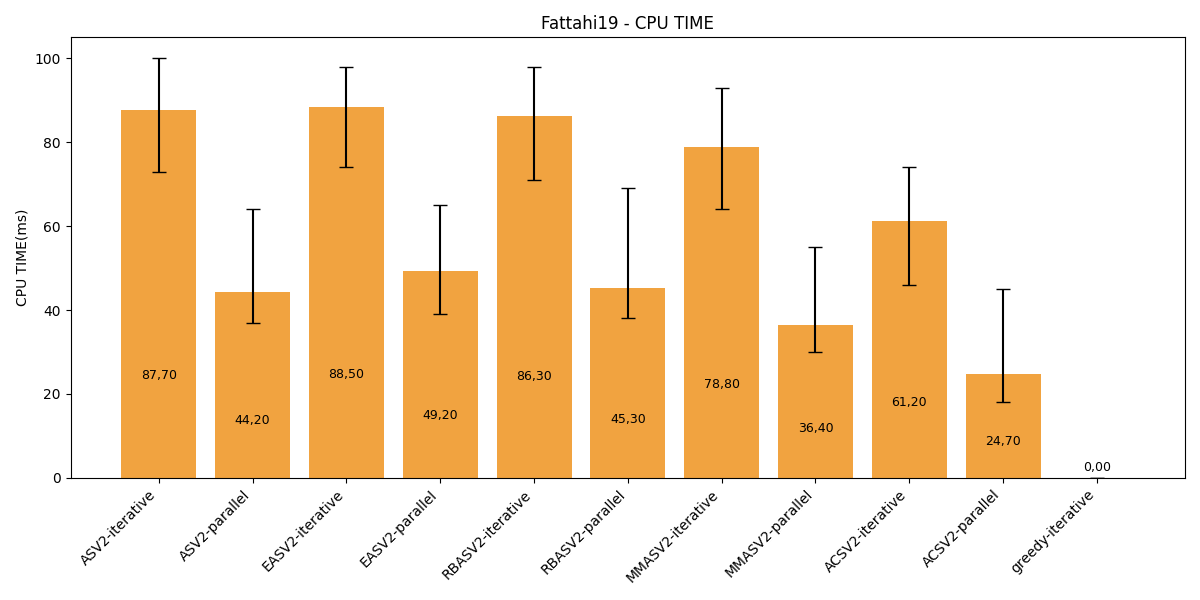 Fattahi19 - CPU TIME
CPU TIME(ms)
100
80
60
40
20
0
87,70
44,20
88,50
49,20
86,30
45,30
78,80
36,40
61,20
24,70
0,00
ASV2-iterative
ASV2-parallel
EASV2-iterative
EASV2-parallel
RBASV2-iterative
RBASV2-parallel
MMASV2-iterative
MMASV2-parallel
ACSV2-iterative
ACSV2-parallel
greedy-iterative